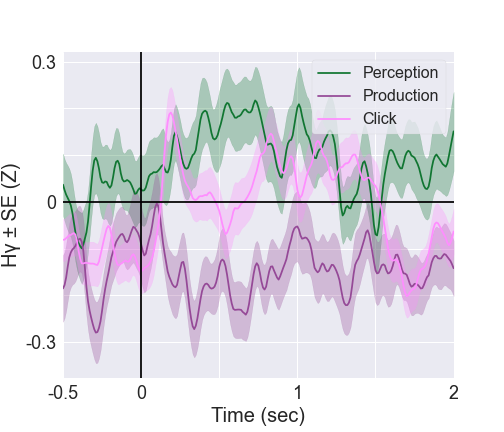 0.3
0
-0.3
Hγ ± SE (Z)
Perception
Production
Click
-0.5
0
1
2
Time (sec)